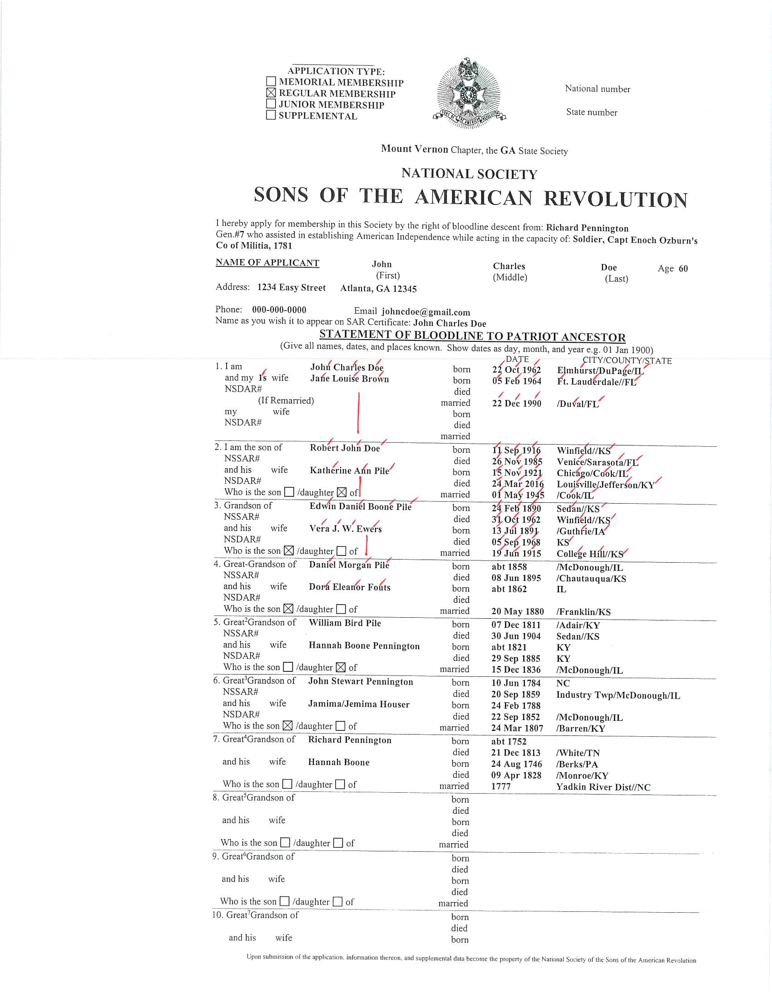 APPLICATION TYPE:
MEMORIAL MEMBERSHIP
REGULAR MEMBERSHIP
JUNIOR MEMBERSHIP
SUPPLEMENTAL
SONS OF THE AMERICAN REVOLUTION
National number
State number
Mount Vernon Chapter, the GA State Society
NATIONAL SOCIETY
SONS OF THE AMERICAN REVOLUTION
I hereby apply for membership in this Society by the right of bloodline descent from: Richard Pennington
Gen.#7 who assisted in establishing American Independence while acting in the capacity of: Soldier, Capt Enoch Ozburn's
Co of Militia, 1781
NAME OF APPLICANT John Charles Doe Age 60
(First) (Middle) (Last)
Address: 1234 Easy Street Atlanta, GA 12345
Phone: 000-000-0000 Email johncdoe@gmail.com
Name as you wish it to appear on SAR Certificate: John Charles Doe
STATEMENT OF BLOODLINE TO PATRIOT ANCESTOR
(Give all names, dates, and places known. Show dates as day, month, and year e.g. 01 Jan 1900)
DATE CITY/COUNTY/STATE
1. I am John Charles Doe born 22 Oct 1962 Elmhurst/DuPage/IL
and my 1s wife Jane Louise Brown born 05 Feb 1964 Ft. Lauderdale//FL
NSDAR# died
(If Remarried) married 22 Dec 1990 /Duval/FL
my wife born
NSDAR# died
married
2. I am the son of Robert John Doe born 11 Sep 1916 Winfield//KS
NSSAR# died 26 Nov 1985 Venice/Sarasota/FL
and his wife Katherine Ann Pile born 15 Nov 1921 Chicago/Cook/IL
NSDAR# died 24 Mar 2016 Louisville/Jefferson/KY
Who is the son /daughter of married 01 May 1945 /Cook/IL
3. Grandson of Edwin Daniel Boone Pile born 24 Feb 1890 Sedan//KS
NSSAR# died 31 Oct 1962 Winfield//KS
and his wife Vera J. W. Ewers born 13 Jul 1891 /Guthrie/IA
NSDAR# died 05 Sep 1968 KS
Who is the son /daughter of married 19 Jun 1915 College Hill//KS
4. Great-Grandson of Daniel Morgan Pile born abt 1858 /McDonough/IL
NSSAR# died 08 Jun 1895 /Chautauqua/KS
and his wife Dora Eleanor Fouts born abt 1862 IL
NSDAR# died
Who is the son /daughter of married 20 May 1880 /Franklin/KS
5. Great²Grandson of William Bird Pile born 07 Dec 1811 /Adair/KY
NSSAR# died 30 Jun 1904 Sedan//KS
and his wife Hannah Boone Pennington born abt 1821 KY
NSDAR# died 29 Sep 1885 KY
Who is the son /daughter of married 15 Dec 1836 /McDonough/IL
6. Great³Grandson of John Stewart Pennington born 10 Jun 1784 NC
NSSAR# died 20 Sep 1859 Industry Twp/McDonough/IL
and his wife Jamima/Jemima Houser born 24 Feb 1788
NSDAR# died 22 Sep 1852 /McDonough/IL
Who is the son /daughter of married 24 Mar 1807 /Barren/KY
7. Great⁴Grandson of Richard Pennington born abt 1752
died 21 Dec 1813 /White/TN
and his wife Hannah Boone born 24 Aug 1746 /Berks/PA
died 09 Apr 1828 /Monroe/KY
Who is the son /daughter of married 1777 Yadkin River Dist//NC
8. Great⁵Grandson of born
died
and his wife born
died
Who is the son /daughter of married
9. Great⁶Grandson of born
died
and his wife born
died
Who is the son /daughter of married
10. Great⁷Grandson of born
died
and his wife born
Upon submission of the application, information thereon, and supplemental data become the property of the National Society of the Sons of the American Revolution